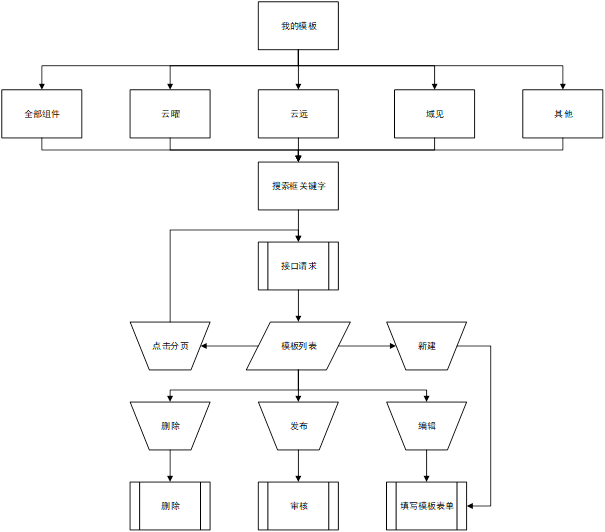 我的模板
全部组件
云曜
云远
域见
其他
搜索框关键字
接口请求
点击分页
模板列表
新建
删除
发布
编辑
删除
审核
填写模板表单